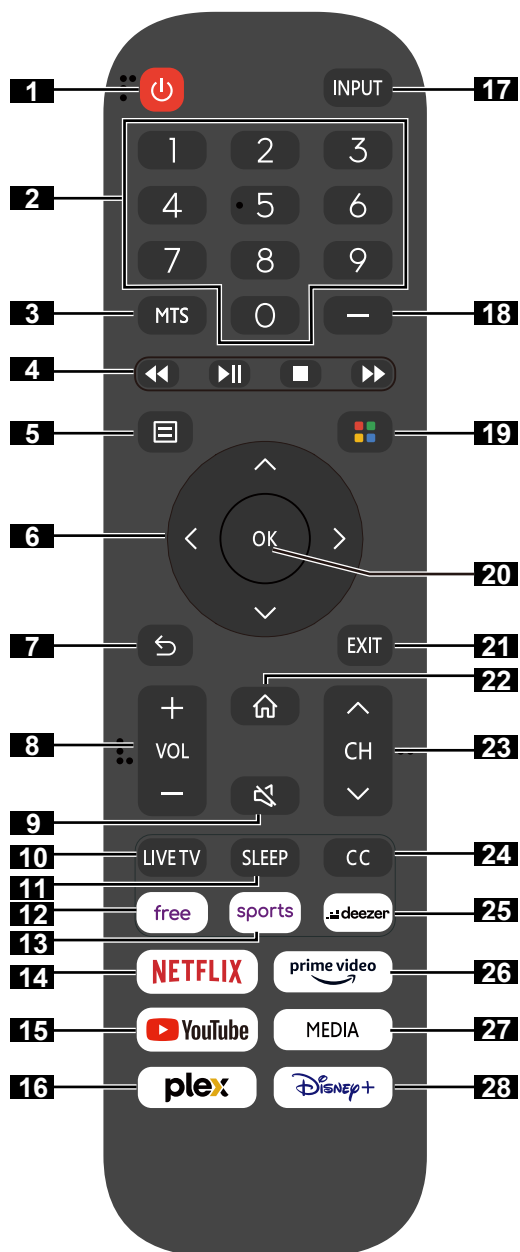 1
INPUT
17
1 2 3
2
4 5 6
7 8 9
3
MTS
0
18
4
5
19
6
OK
20
7
EXIT
21
22
8
VOL
CH
23
9
10
LIVE TV
SLEEP
CC
24
11
12
free
sports
deezer
25
13
14
NETFLIX
prime video
26
15
YouTube
MEDIA
27
16
plex
Disney+
28